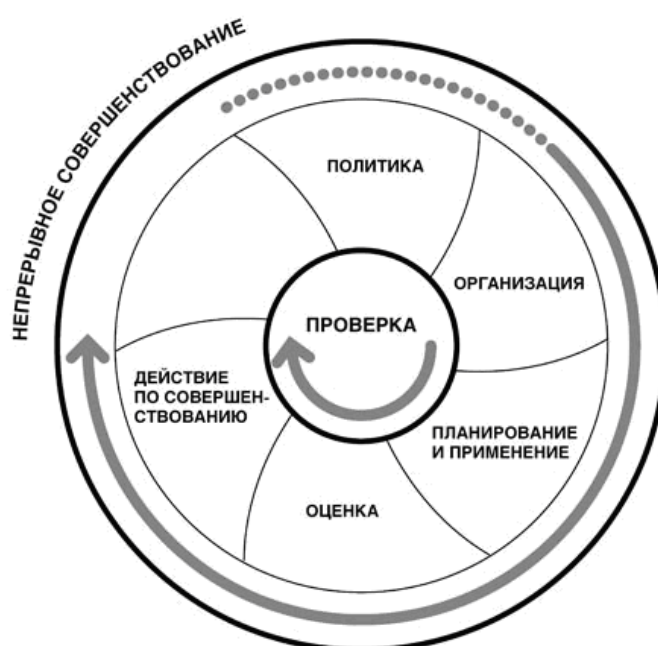 НЕПРЕРЫВНОЕ СОВЕРШЕНСТВОВАНИЕ
ПОЛИТИКА
ОРГАНИЗАЦИЯ
ПРОВЕРКА
ДЕЙСТВИЕ
ПО СОВЕРШЕН-
СТВОВАНИЮ
ПЛАНИРОВАНИЕ
И ПРИМЕНЕНИЕ
ОЦЕНКА